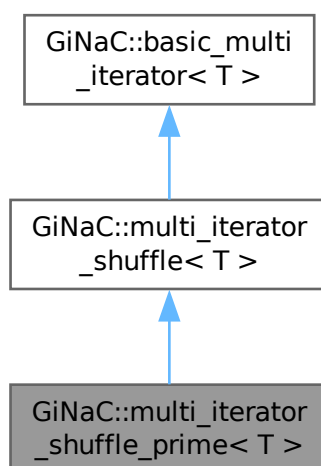 GiNaC::basic_multi
_iterator< T >
GiNaC::multi_iterator
_shuffle< T >
GiNaC::multi_iterator
_shuffle_prime< T >